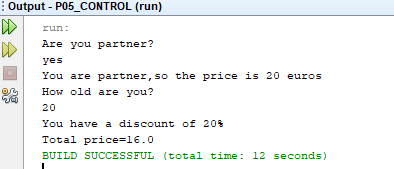 Output - P05_CONTROL (run)
run:
Are you partner?
yes
You are partner,so the price is 20 euros
How old are you?
20
You have a discount of 20%
Total price=16.0
BUILD SUCCESSFUL (total time: 12 seconds)